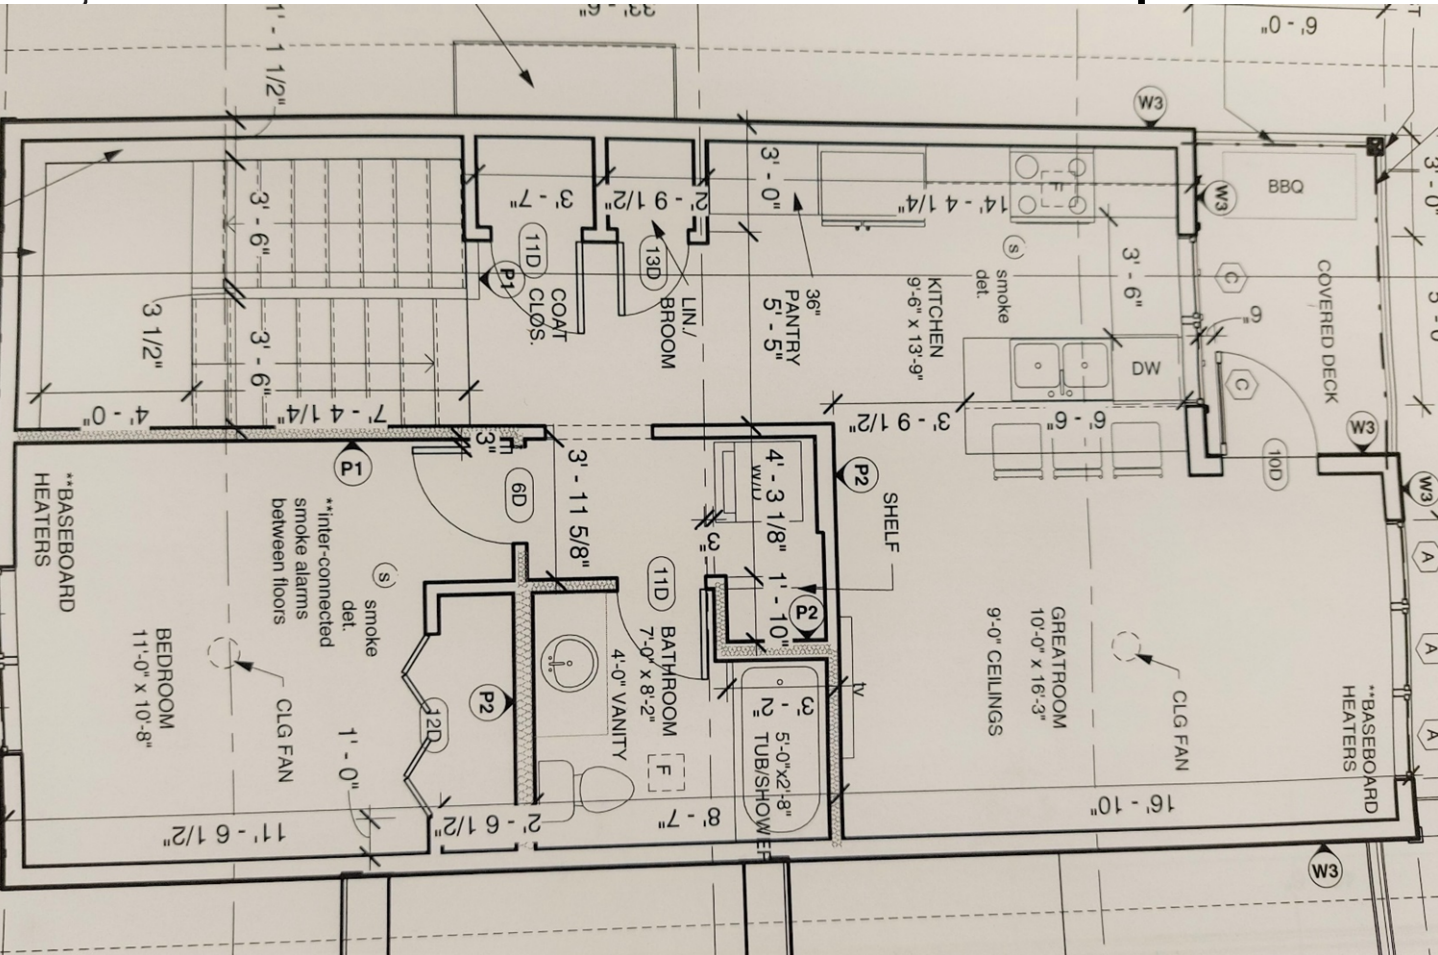 33' - 6"
6' - 0"
1' - 1 1/2"
W3
3' - 0"
W3
BBQ
3' - 0"
3' - 6"
3' - 7"
2' - 9 1/2"
14' - 4 1/4"
F
11D
13D
P1
S
smoke
det.
3' - 6"
C
6"
COVERED DECK
COAT
CLOS.
LIN./
BROOM
36"
PANTRY
5' - 5"
KITCHEN
9'-6" x 13'-9"
3 1/2"
3' - 6"
DW
C
4' - 0"
7' - 4 1/4"
3"
3' - 9 1/2"
6' - 6"
W3
P1
6D
3' - 11 5/8"
W/D
4' - 3 1/8"
P2
SHELF
10D
W3
**BASEBOARD
HEATERS
**inter-connected
smoke alarms
between floors
S
smoke
det.
3"
11D
1' - 10"
P2
A
A
A
BEDROOM
11'-0" x 10'-8"
CLG FAN
12D
P2
4'-0" VANITY
BATHROOM
7'-0" x 8'-2"
F
3' - 2"
5'-0"x2'-8"
TUB/SHOWER
tv
GREATROOM
10'-0" x 16'-3"
9'-0" CEILINGS
CLG FAN
**BASEBOARD
HEATERS
1' - 0"
11' - 6 1/2"
2' - 6 1/2"
8' - 7"
16' - 10"
W3